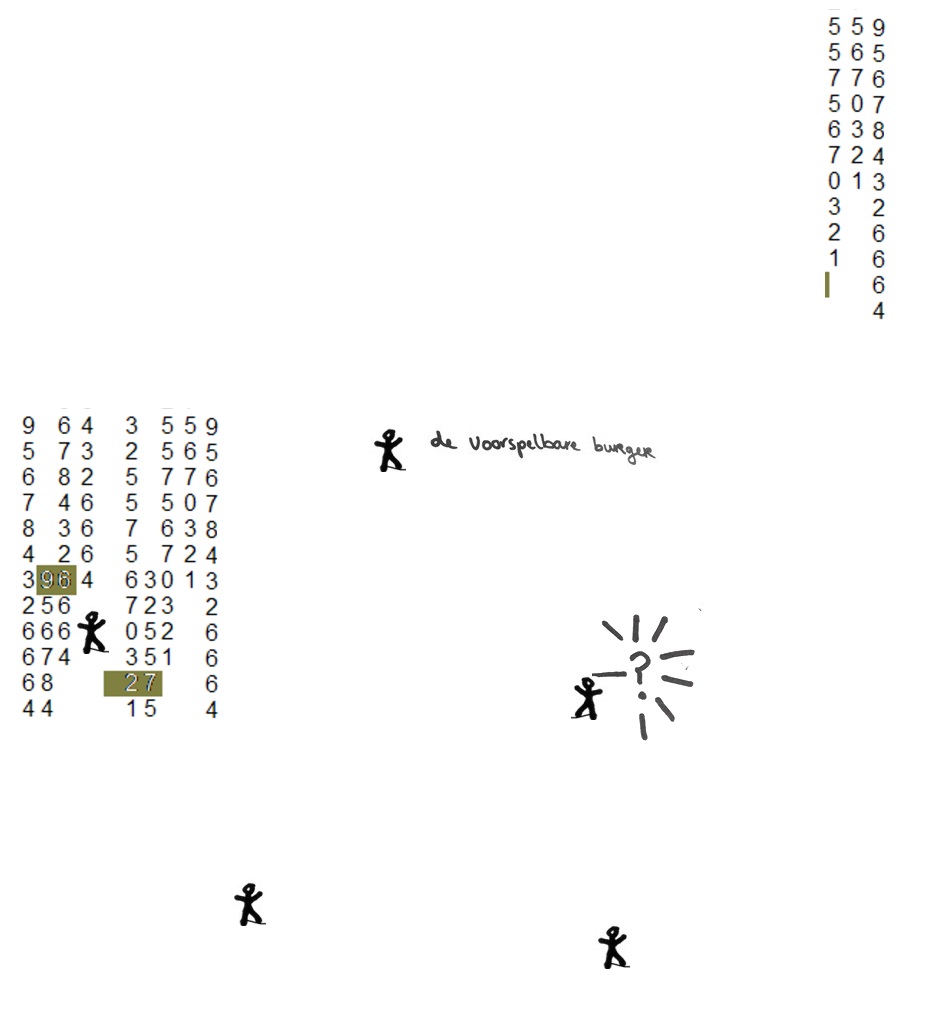 5 5 9
5 6 5
7 7 6
5 0 7
6 3 8
7 2 4
0 1 3
3 2
2 6
1 6
6
4
9 6 4 3 5 5 9
5 7 3 2 5 6 5
6 8 2 5 7 7 6
7 4 6 5 5 0 7
8 3 6 7 6 3 8
4 2 6 5 7 2 4
3 9 6 4 6 3 0 1 3
2 5 6 7 2 3 2
6 6 6 0 5 2 6
6 7 4 3 5 1 6
6 8 2 7 6
4 4 1 5 4
de voorspelbare
?